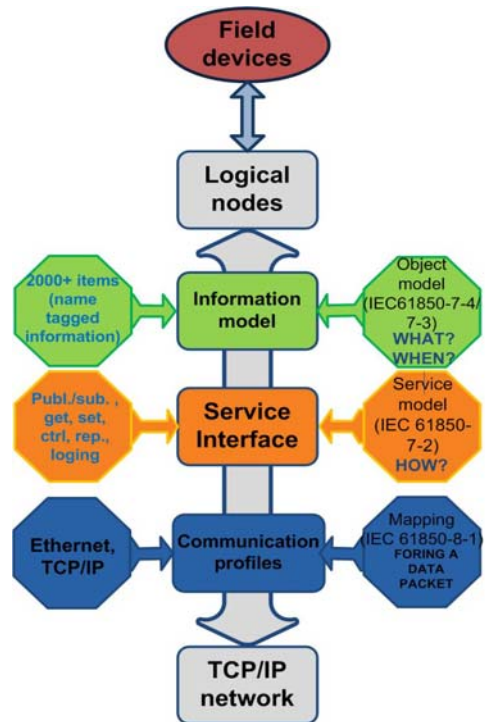 Field
devices
Logical
nodes
2000+ items
(name
tagged
information)
Information
model
Object
model
(IEC61850-7-4/
7-3)
WHAT?
WHEN?
Publ./sub. ,
get, set,
ctrl, rep.,
loging
Service
Interface
Service
model
(IEC 61850-
7-2)
HOW?
Ethernet,
TCP/IP
Communication
profiles
Mapping
(IEC 61850-8-1)
FORING A
DATA
PACKET
TCP/IP
network